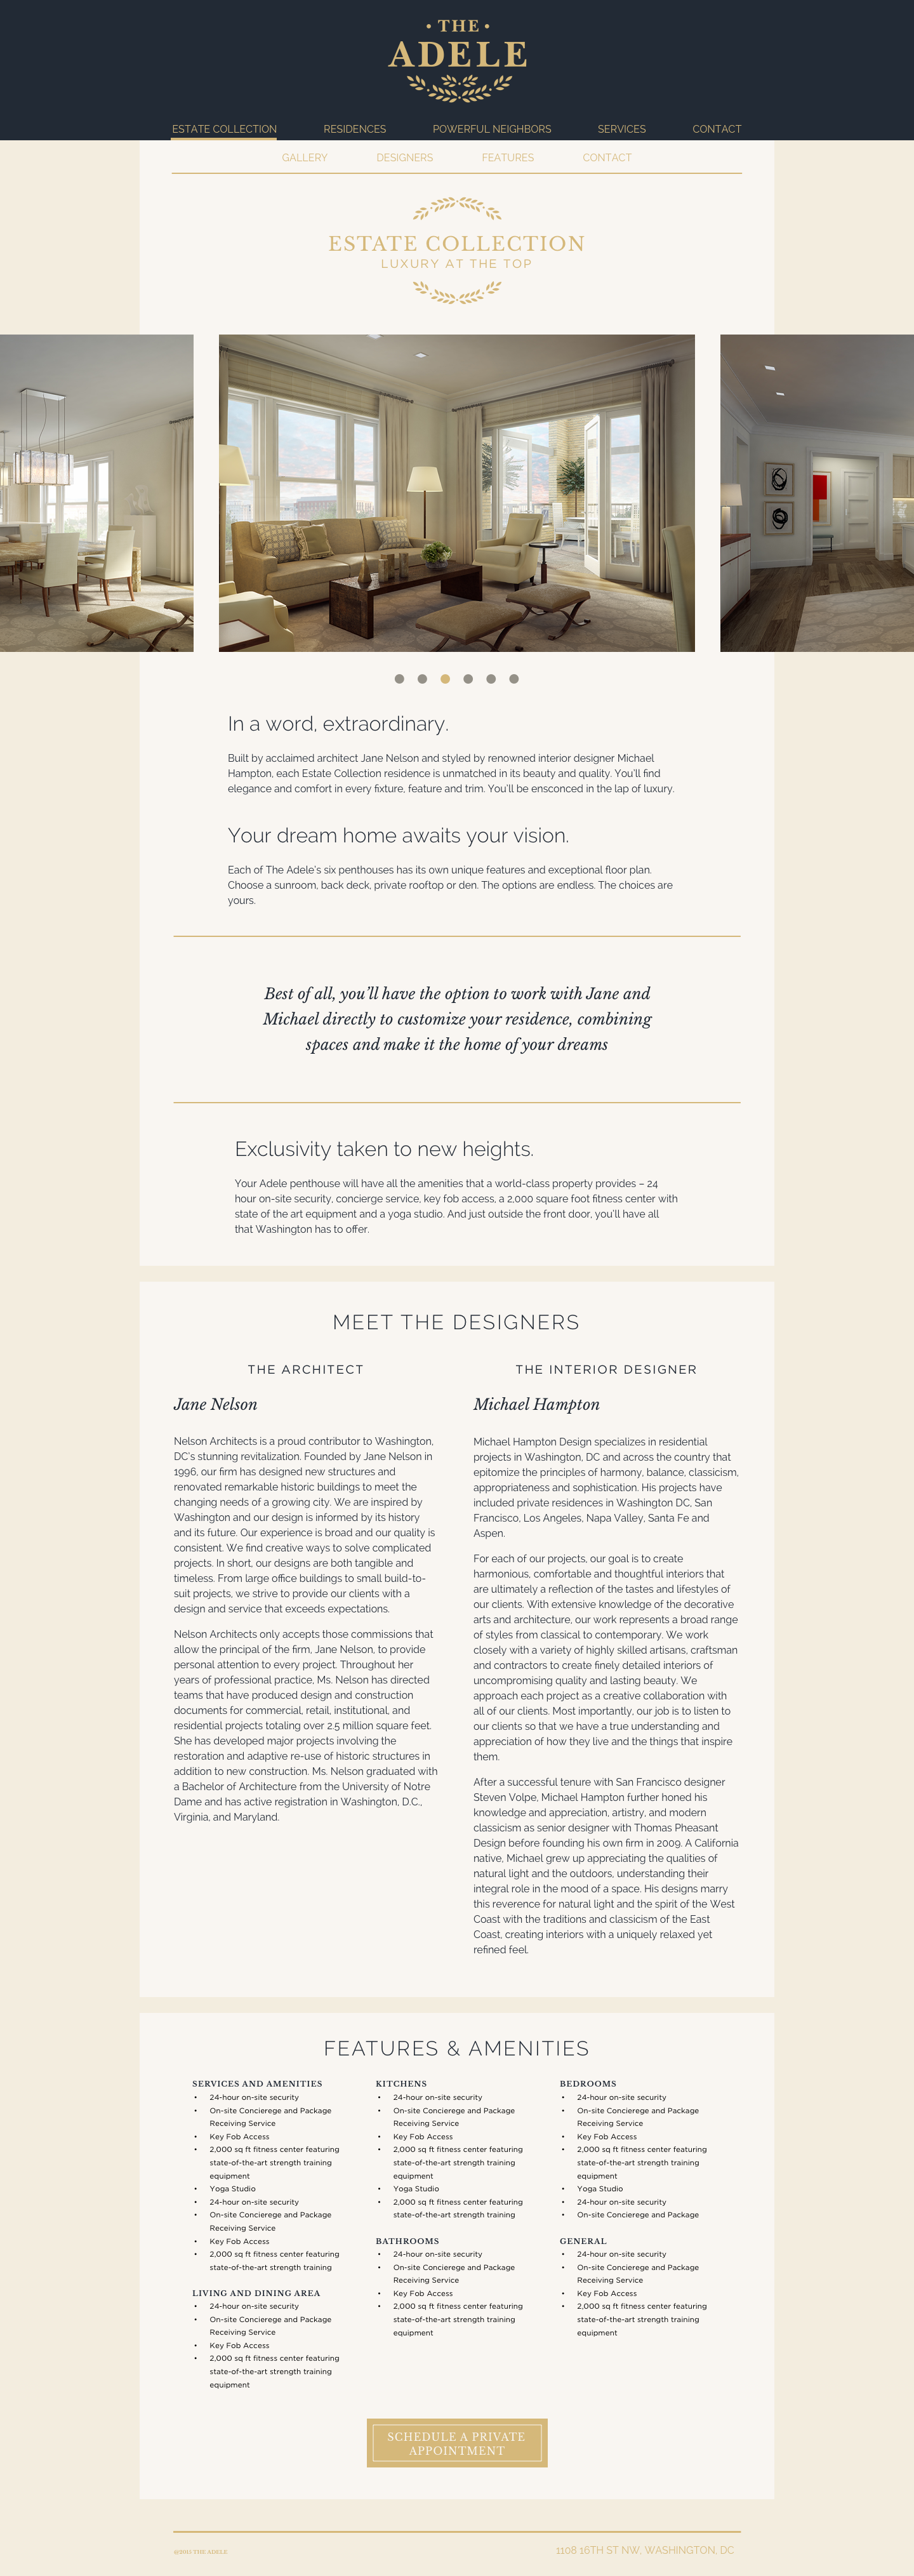 • THE •
ADELE
ESTATE COLLECTION RESIDENCES POWERFUL NEIGHBORS SERVICES CONTACT
GALLERY DESIGNERS FEATURES CONTACT
ESTATE COLLECTION
LUXURY AT THE TOP
In a word, extraordinary.
Built by acclaimed architect Jane Nelson and styled by renowned interior designer Michael
Hampton, each Estate Collection residence is unmatched in its beauty and quality. You'll find
elegance and comfort in every fixture, feature and trim. You'll be ensconced in the lap of luxury.
Your dream home awaits your vision.
Each of The Adele's six penthouses has its own unique features and exceptional floor plan.
Choose a sunroom, back deck, private rooftop or den. The options are endless. The choices are
yours.
Best of all, you'll have the option to work with Jane and
Michael directly to customize your residence, combining
spaces and make it the home of your dreams
Exclusivity taken to new heights.
Your Adele penthouse will have all the amenities that a world-class property provides – 24
hour on-site security, concierge service, key fob access, a 2,000 square foot fitness center with
state of the art equipment and a yoga studio. And just outside the front door, you'll have all
that Washington has to offer.
MEET THE DESIGNERS
THE ARCHITECT
Jane Nelson
Nelson Architects is a proud contributor to Washington,
DC's stunning revitalization. Founded by Jane Nelson in
1996, our firm has designed new structures and
renovated remarkable historic buildings to meet the
changing needs of a growing city. We are inspired by
Washington and our design is informed by its history
and its future. Our experience is broad and our quality is
consistent. We find creative ways to solve complicated
projects. In short, our designs are both tangible and
timeless. From large office buildings to small build-to-
suit projects, we strive to provide our clients with a
design and service that exceeds expectations.
Nelson Architects only accepts those commissions that
allow the principal of the firm, Jane Nelson, to provide
personal attention to every project. Throughout her
years of professional practice, Ms. Nelson has directed
teams that have produced design and construction
documents for commercial, retail, institutional, and
residential projects totaling over 2.5 million square feet.
She has developed major projects involving the
restoration and adaptive re-use of historic structures in
addition to new construction. Ms. Nelson graduated with
a Bachelor of Architecture from the University of Notre
Dame and has active registration in Washington, D.C.,
Virginia, and Maryland.
THE INTERIOR DESIGNER
Michael Hampton
Michael Hampton Design specializes in residential
projects in Washington, DC and across the country that
epitomize the principles of harmony, balance, classicism,
appropriateness and sophistication. His projects have
included private residences in Washington DC, San
Francisco, Los Angeles, Napa Valley, Santa Fe and
Aspen.
For each of our projects, our goal is to create
harmonious, comfortable and thoughtful interiors that
are ultimately a reflection of the tastes and lifestyles of
our clients. With extensive knowledge of the decorative
arts and architecture, our work represents a broad range
of styles from classical to contemporary. We work
closely with a variety of highly skilled artisans, craftsman
and contractors to create finely detailed interiors of
uncompromising quality and lasting beauty. We
approach each project as a creative collaboration with
all of our clients. Most importantly, our job is to listen to
our clients so that we have a true understanding and
appreciation of how they live and the things that inspire
them.
After a successful tenure with San Francisco designer
Steven Volpe, Michael Hampton further honed his
knowledge and appreciation, artistry, and modern
classicism as senior designer with Thomas Pheasant
Design before founding his own firm in 2009. A California
native, Michael grew up appreciating the qualities of
natural light and the outdoors, understanding their
integral role in the mood of a space. His designs marry
this reverence for natural light and the spirit of the West
Coast with the traditions and classicism of the East
Coast, creating interiors with a uniquely relaxed yet
refined feel.
FEATURES & AMENITIES
SERVICES AND AMENITIES
• 24-hour on-site security
• On-site Concierege and Package
Receiving Service
• Key Fob Access
• 2,000 sq ft fitness center featuring
state-of-the-art strength training
equipment
• Yoga Studio
• 24-hour on-site security
• On-site Concierege and Package
Receiving Service
• Key Fob Access
• 2,000 sq ft fitness center featuring
state-of-the-art strength training
LIVING AND DINING AREA
• 24-hour on-site security
• On-site Concierege and Package
Receiving Service
• Key Fob Access
• 2,000 sq ft fitness center featuring
state-of-the-art strength training
equipment
KITCHENS
• 24-hour on-site security
• On-site Concierege and Package
Receiving Service
• Key Fob Access
• 2,000 sq ft fitness center featuring
state-of-the-art strength training
equipment
• Yoga Studio
• 2,000 sq ft fitness center featuring
state-of-the-art strength training
BATHROOMS
• 24-hour on-site security
• On-site Concierege and Package
Receiving Service
• Key Fob Access
• 2,000 sq ft fitness center featuring
state-of-the-art strength training
equipment
BEDROOMS
• 24-hour on-site security
• On-site Concierege and Package
Receiving Service
• Key Fob Access
• 2,000 sq ft fitness center featuring
state-of-the-art strength training
equipment
• Yoga Studio
• 24-hour on-site security
• On-site Concierege and Package
GENERAL
• 24-hour on-site security
• On-site Concierege and Package
Receiving Service
• Key Fob Access
• 2,000 sq ft fitness center featuring
state-of-the-art strength training
equipment
SCHEDULE A PRIVATE
APPOINTMENT
THE ADELE
1108 16TH ST NW, WASHINGTON, DC